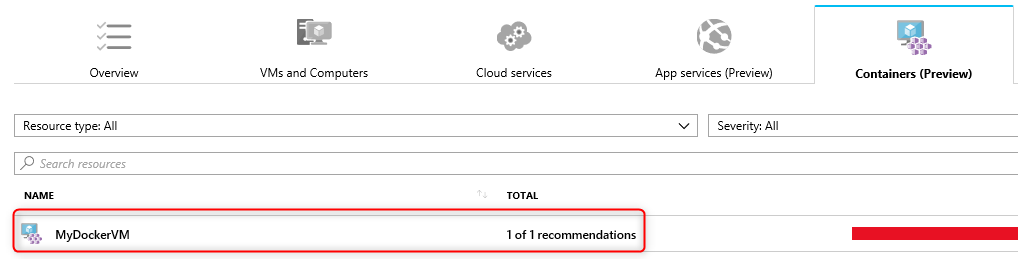 Overview
VMs and Computers
Cloud services
App services (Preview)
Containers (Preview)
Resource type: All
Severity: All
Search resources
NAME
TOTAL
MyDockerVM
1 of 1 recommendations